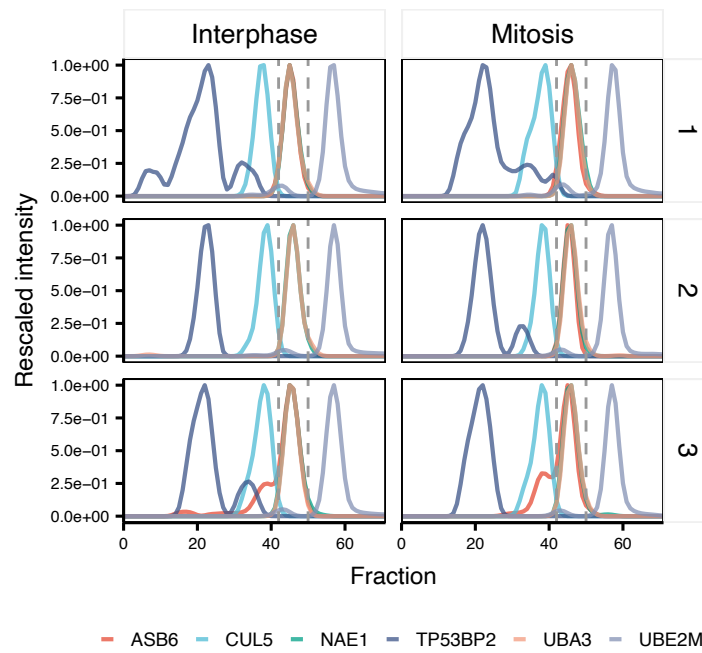 Interphase Mitosis
1.0e+00
7.5e−01
5.0e−01
2.5e−01
0.0e+00
1
1.0e+00
7.5e−01
5.0e−01
2.5e−01
0.0e+00
2
1.0e+00
7.5e−01
5.0e−01
2.5e−01
0.0e+00
3
Rescaled intensity
0 20 40 60 0 20 40 60
Fraction
ASB6 CUL5 NAE1 TP53BP2 UBA3 UBE2M